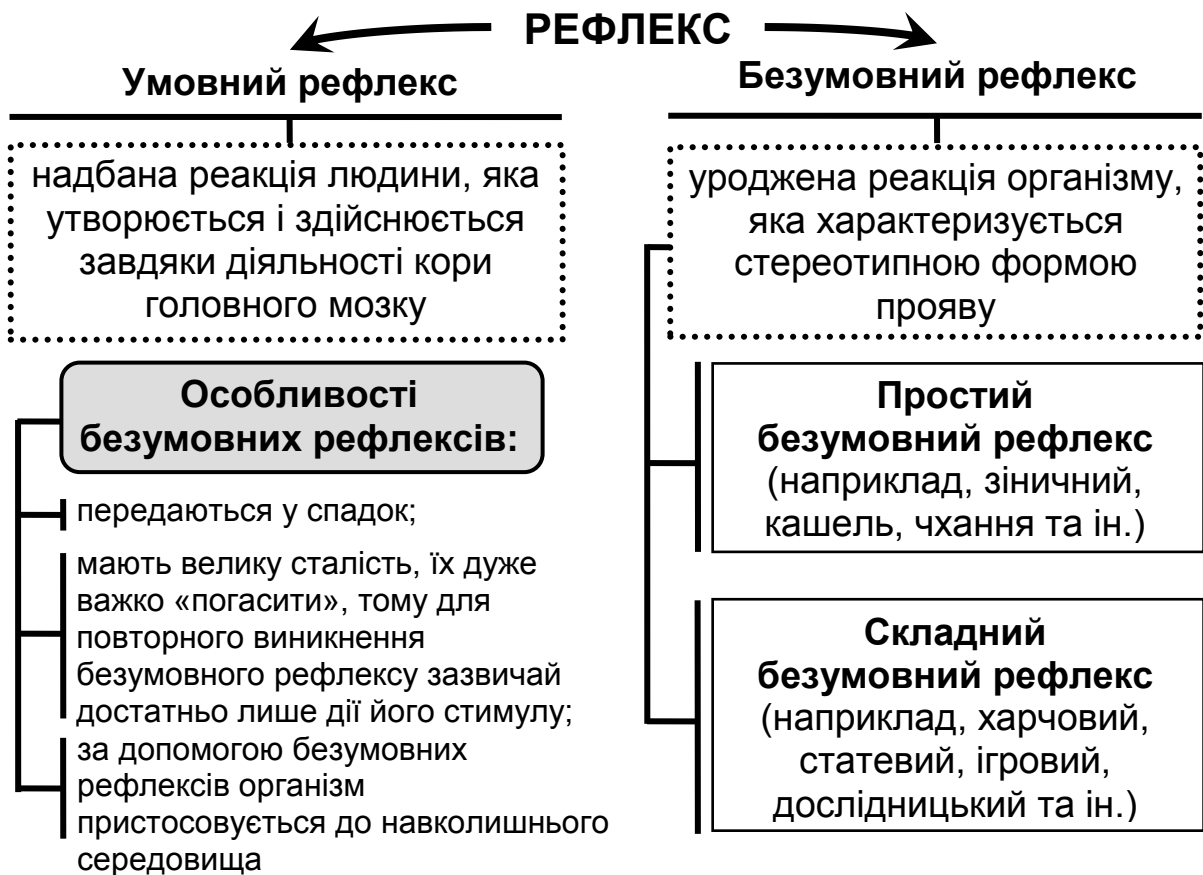 РЕФЛЕКС
Умовний рефлекс
надбана реакція людини, яка
утворюється і здійснюється
завдяки діяльності кори
головного мозку
Особливості
безумовних рефлексів:
передаються у спадок;
мають велику сталість, їх дуже
важко «погасити», тому для
повторного виникнення
безумовного рефлексу зазвичай
достатньо лише дії його стимулу;
за допомогою безумовних
рефлексів організм
пристосовується до навколишнього
середовища
Безумовний рефлекс
уроджена реакція організму,
яка характеризується
стереотипною формою
прояву
Простий
безумовний рефлекс
(наприклад, зіничний,
кашель, чхання та ін.)
Складний
безумовний рефлекс
(наприклад, харчовий,
статевий, ігровий,
дослідницький та ін.)